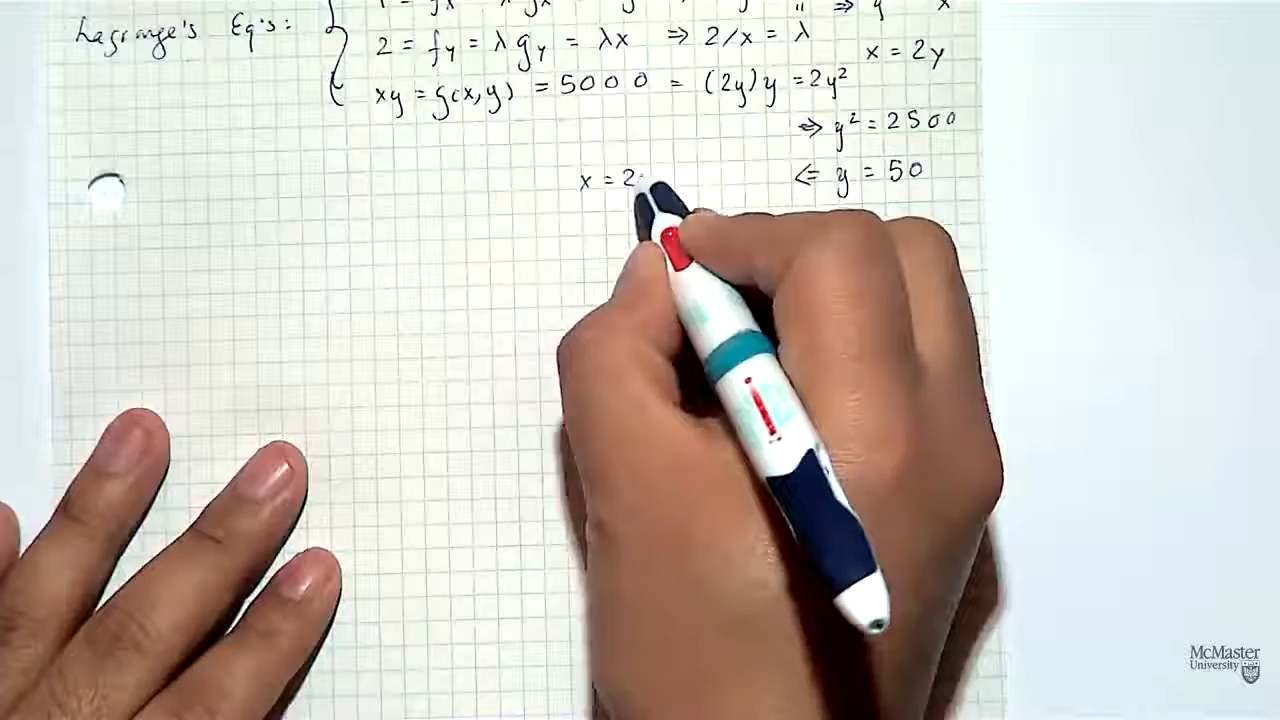 Lagrange's Eq's:
2 = fy = λ gy = λx ⇒ 2/x = λ
x = 2y
xy = g(x,y) = 5000 = (2y)y = 2y²
⇒ y² = 2500
x = 2
⇐ y = 50
McMaster
University